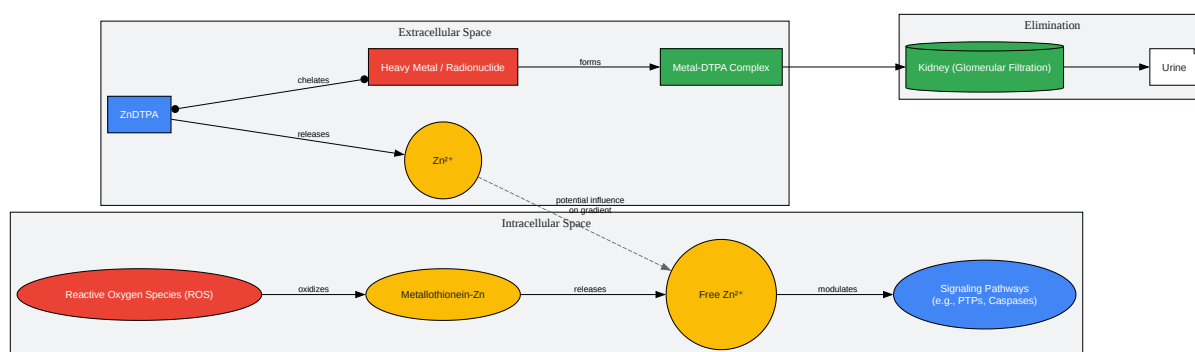 Extracellular Space
Elimination
Heavy Metal / Radionuclide
forms
Metal-DTPA Complex
Kidney (Glomerular Filtration)
Urine
chelates
ZnDTPA
releases
Zn²⁺
potential influence
on gradient
Intracellular Space
Reactive Oxygen Species (ROS)
oxidizes
Metallothionein-Zn
releases
Free Zn²⁺
modulates
Signaling Pathways
(e.g., PTPs, Caspases)